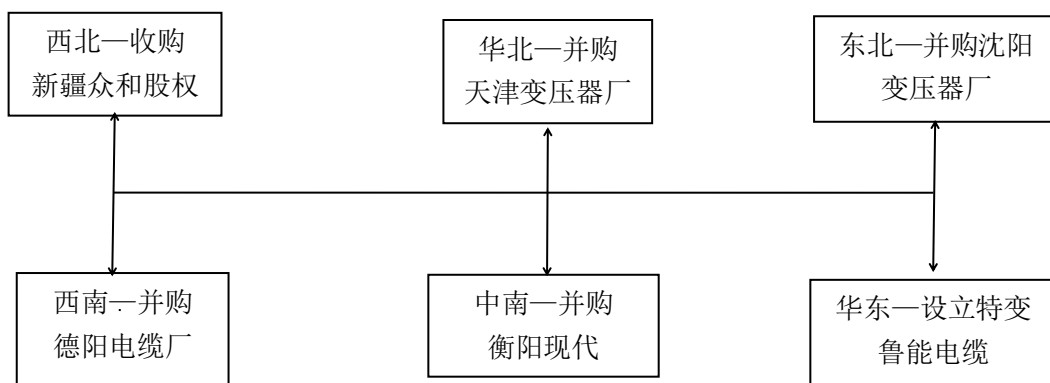 西北—收购
新疆众和股权
华北—并购
天津变压器厂
东北—并购沈阳
变压器厂
西南—并购
德阳电缆厂
中南—并购
衡阳现代
华东—设立特变
鲁能电缆